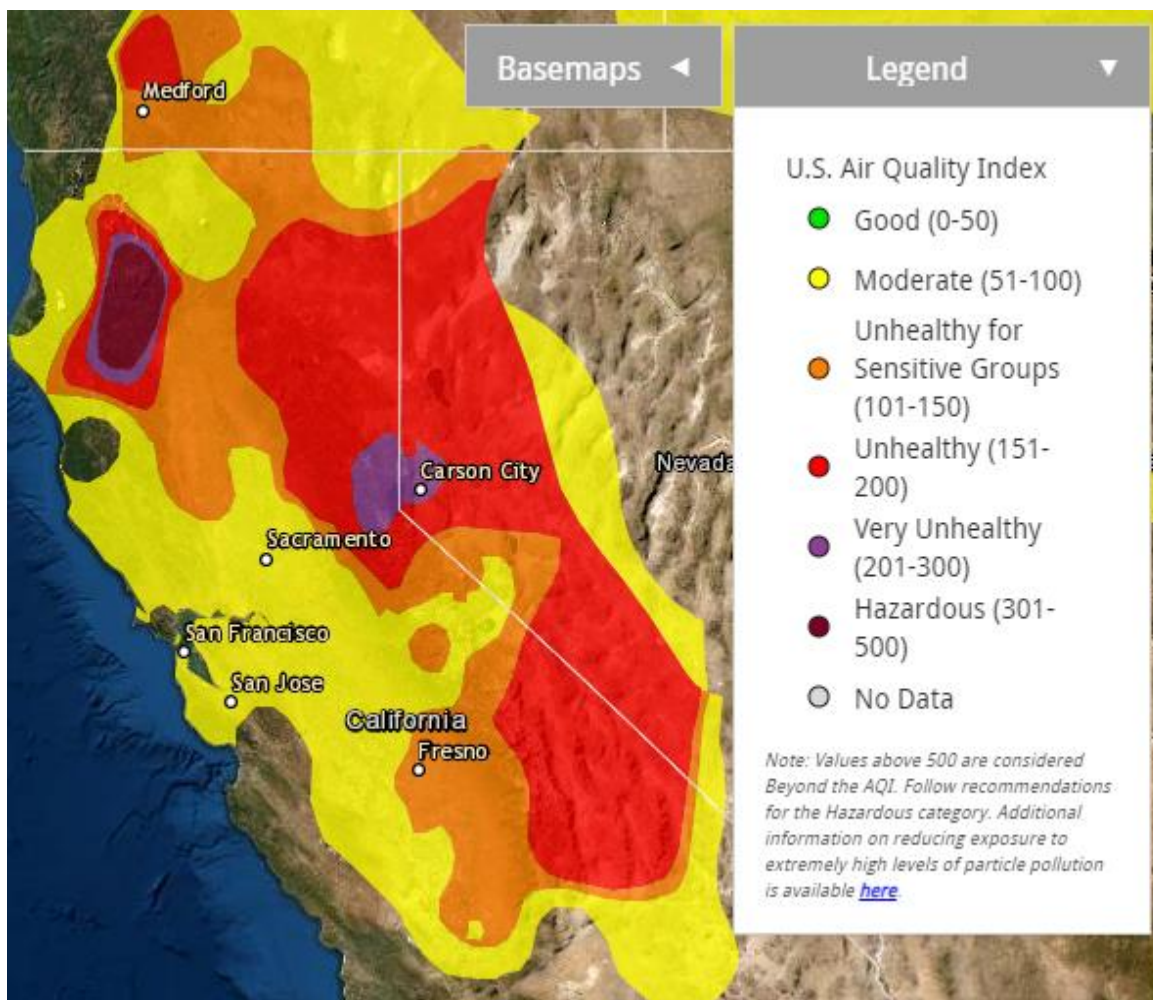 Basemaps ◀
Legend ▼
Medford
U.S. Air Quality Index
Good (0-50)
Moderate (51-100)
Unhealthy for
Sensitive Groups
(101-150)
Unhealthy (151-
200)
Very Unhealthy
(201-300)
Hazardous (301-
500)
No Data
Note: Values above 500 are considered
Beyond the AQI. Follow recommendations
for the Hazardous category. Additional
information on reducing exposure to
extremely high levels of particle pollution
is available here.
Nevada
Carson City
Sacramento
San Francisco
San Jose
California
Fresno